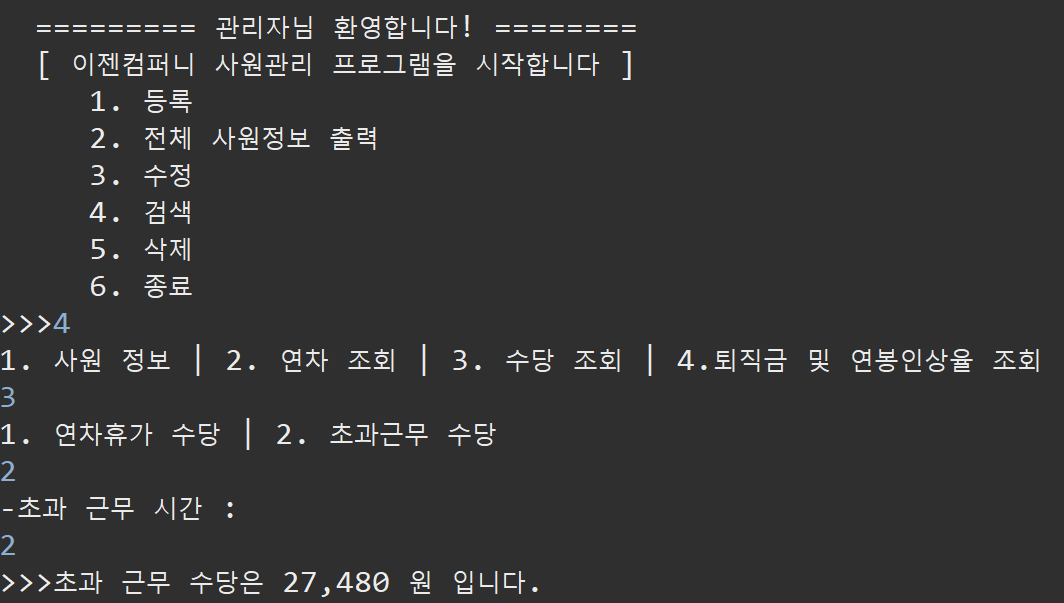 ========= 관리자님 환영합니다! ========
[ 이젠컴퍼니 사원관리 프로그램을 시작합니다 ]
1. 등록
2. 전체 사원정보 출력
3. 수정
4. 검색
5. 삭제
6. 종료
>>>4
1. 사원 정보 | 2. 연차 조회 | 3. 수당 조회 | 4.퇴직금 및 연봉인상율 조회
3
1. 연차휴가 수당 | 2. 초과근무 수당
2
-초과 근무 시간 :
2
>>>초과 근무 수당은 27,480 원 입니다.